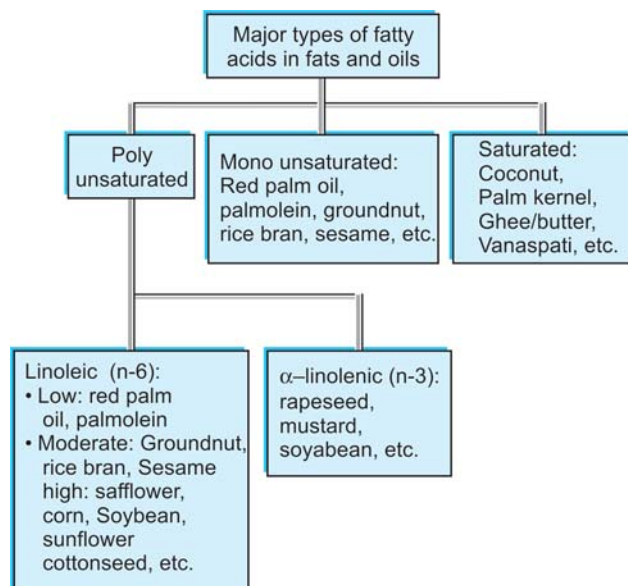 Major types of fatty
acids in fats and oils
Poly
unsaturated
Mono unsaturated:
Red palm oil,
palmolein, groundnut,
rice bran, sesame, etc.
Saturated:
Coconut,
Palm kernel,
Ghee/butter,
Vanaspati, etc.
Linoleic (n-6):
• Low: red palm
oil, palmolein
• Moderate: Groundnut,
rice bran, Sesame
high: safflower,
corn, Soybean,
sunflower
cottonseed, etc.
α–linolenic (n-3):
rapeseed,
mustard,
soyabean, etc.